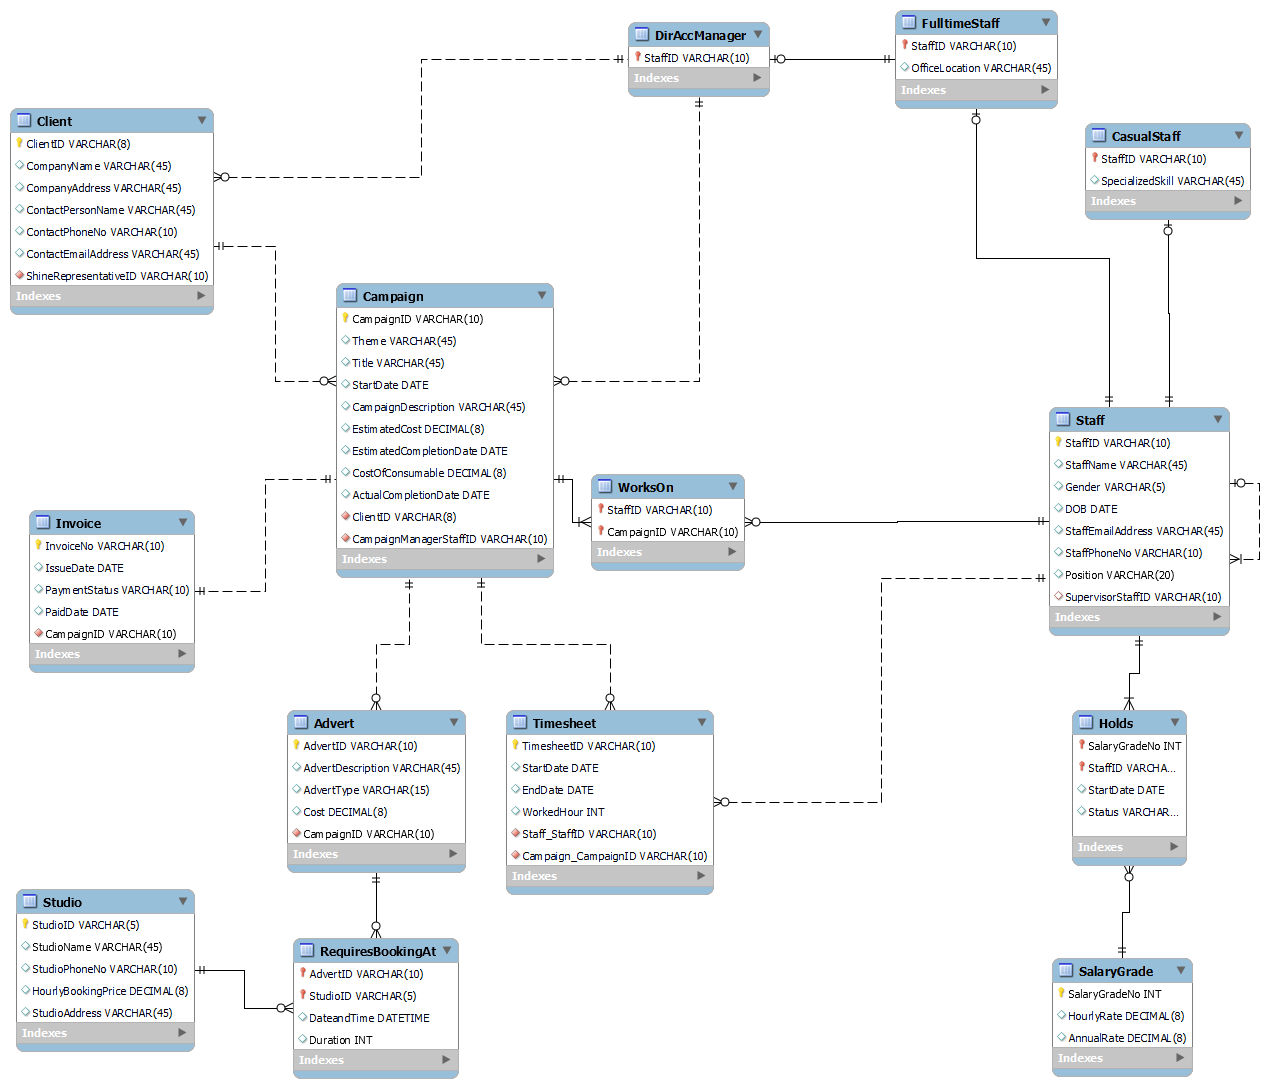 DirAccManager
StaffID VARCHAR(10)
Indexes
FulltimeStaff
StaffID VARCHAR(10)
OfficeLocation VARCHAR(45)
Indexes
Client
ClientID VARCHAR(8)
CompanyName VARCHAR(45)
CompanyAddress VARCHAR(45)
ContactPersonName VARCHAR(45)
ContactPhoneNo VARCHAR(10)
ContactEmailAddress VARCHAR(45)
ShineRepresentativeID VARCHAR(10)
Indexes
CasualStaff
StaffID VARCHAR(10)
SpecializedSkill VARCHAR(45)
Indexes
Campaign
CampaignID VARCHAR(10)
Theme VARCHAR(45)
Title VARCHAR(45)
StartDate DATE
CampaignDescription VARCHAR(45)
EstimatedCost DECIMAL(8)
EstimatedCompletionDate DATE
CostOfConsumable DECIMAL(8)
ActualCompletionDate DATE
ClientID VARCHAR(8)
CampaignManagerStaffID VARCHAR(10)
Indexes
Staff
StaffID VARCHAR(10)
StaffName VARCHAR(45)
Gender VARCHAR(5)
DOB DATE
StaffEmailAddress VARCHAR(45)
StaffPhoneNo VARCHAR(10)
Position VARCHAR(20)
SupervisorStaffID VARCHAR(10)
Indexes
WorksOn
StaffID VARCHAR(10)
CampaignID VARCHAR(10)
Indexes
Invoice
InvoiceNo VARCHAR(10)
IssueDate DATE
PaymentStatus VARCHAR(10)
PaidDate DATE
CampaignID VARCHAR(10)
Indexes
Advert
AdvertID VARCHAR(10)
AdvertDescription VARCHAR(45)
AdvertType VARCHAR(15)
Cost DECIMAL(8)
CampaignID VARCHAR(10)
Indexes
Timesheet
TimesheetID VARCHAR(10)
StartDate DATE
EndDate DATE
WorkedHour INT
Staff_StaffID VARCHAR(10)
Campaign_CampaignID VARCHAR(10)
Indexes
Holds
SalaryGradeNo INT
StaffID VARCHA...
StartDate DATE
Status VARCHAR...
Indexes
Studio
StudioID VARCHAR(5)
StudioName VARCHAR(45)
StudioPhoneNo VARCHAR(10)
HourlyBookingPrice DECIMAL(8)
StudioAddress VARCHAR(45)
Indexes
RequiresBookingAt
AdvertID VARCHAR(10)
StudioID VARCHAR(5)
DateandTime DATETIME
Duration INT
Indexes
SalaryGrade
SalaryGradeNo INT
HourlyRate DECIMAL(8)
AnnualRate DECIMAL(8)
Indexes